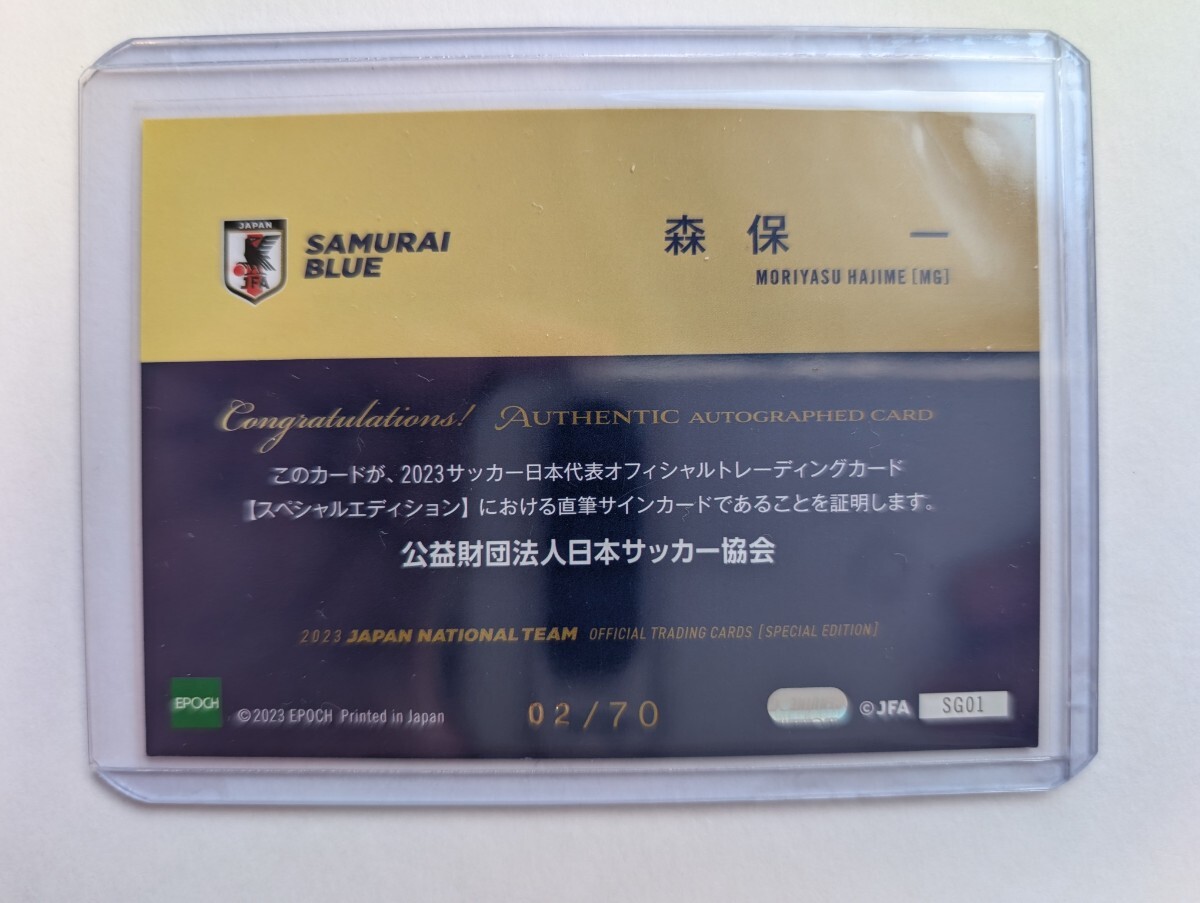 JAPAN
JFA
SAMURAI
BLUE
森保 一
MORIYASU HAJIME [MG]
Congratulations! AUTHENTIC AUTOGRAPHED CARD
このカードが、2023サッカー日本代表オフィシャルトレーディングカード
【スペシャルエディション】における直筆サインカードであることを証明します。
公益財団法人日本サッカー協会
2023 JAPAN NATIONAL TEAM OFFICIAL TRADING CARDS [SPECIAL EDITION]
EPOCH
©2023 EPOCH Printed in Japan
02/70
©JFA
SG01